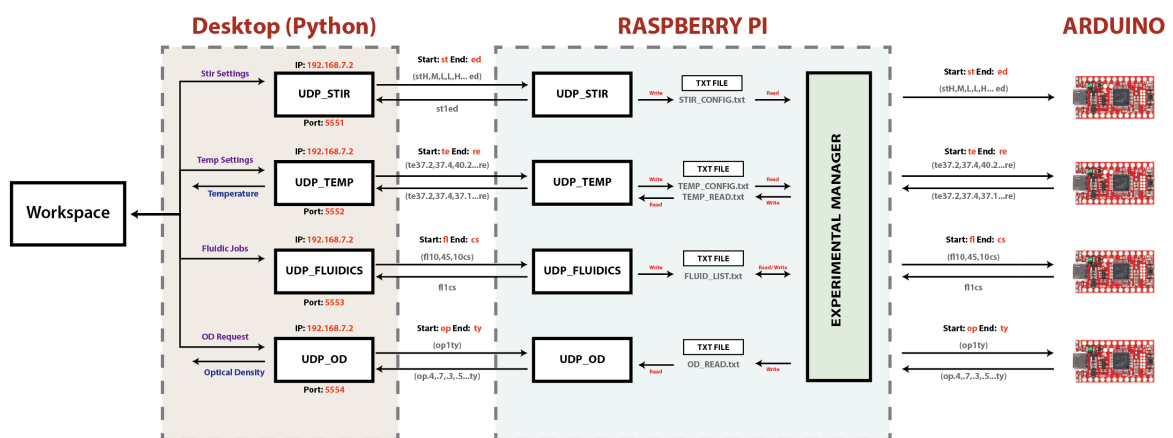 Desktop (Python)
RASPBERRY PI
ARDUINO
Workspace
Stir Settings
IP: 192.168.7.2
UDP_STIR
Port: 5551
Start: st End: ed
(stH,M,L,L,H... ed)
st1ed
UDP_STIR
Write
TXT FILE
STIR_CONFIG.txt
Read
Start: st End: ed
(stH,M,L,L,H... ed)
Temp Settings
Temperature
IP: 192.168.7.2
UDP_TEMP
Port: 5552
Start: te End: re
(te37.2,37.4,40.2...re)
(te37.2,37.4,37.1...re)
UDP_TEMP
Write
Read
TXT FILE
TEMP_CONFIG.txt
TEMP_READ.txt
Read
Write
Start: te End: re
(te37.2,37.4,40.2...re)
(te37.2,37.4,37.1...re)
Fluidic Jobs
IP: 192.168.7.2
UDP_FLUIDICS
Port: 5553
Start: fl End: cs
(fl10,45,10cs)
fl1cs
UDP_FLUIDICS
Write
TXT FILE
FLUID_LIST.txt
Read/Write
Start: fl End: cs
(fl10,45,10cs)
fl1cs
OD Request
Optical Density
IP: 192.168.7.2
UDP_OD
Port: 5554
Start: op End: ty
(op1ty)
(op.4,.7,.3,.5...ty)
UDP_OD
Read
TXT FILE
OD_READ.txt
Write
Start: op End: ty
(op1ty)
(op.4,.7,.3,.5...ty)
EXPERIMENTAL MANAGER